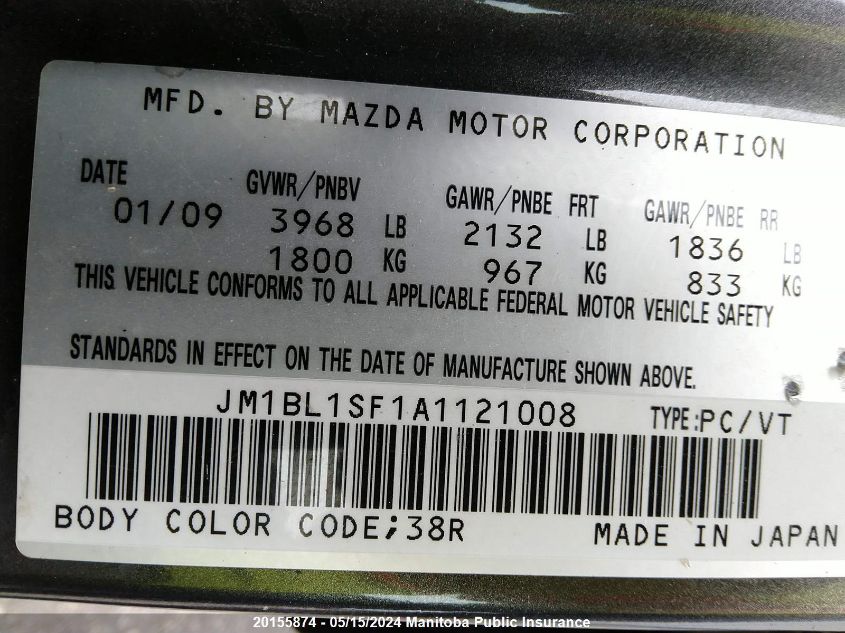 MFD. BY MAZDA MOTOR CORPORATION
DATE GVWR/PNBV GAWR/PNBE FRT GAWR/PNBE RR
01/09 3968 LB 2132 LB 1836 LB
1800 KG 967 KG 833 KG
THIS VEHICLE CONFORMS TO ALL APPLICABLE FEDERAL MOTOR VEHICLE SAFETY
STANDARDS IN EFFECT ON THE DATE OF MANUFACTURE SHOWN ABOVE.
JM1BL1SF1A1121008 TYPE:PC/VT
BODY COLOR CODE;38R MADE IN JAPAN
20155874 - 05/15/2024 Manitoba Public Insurance